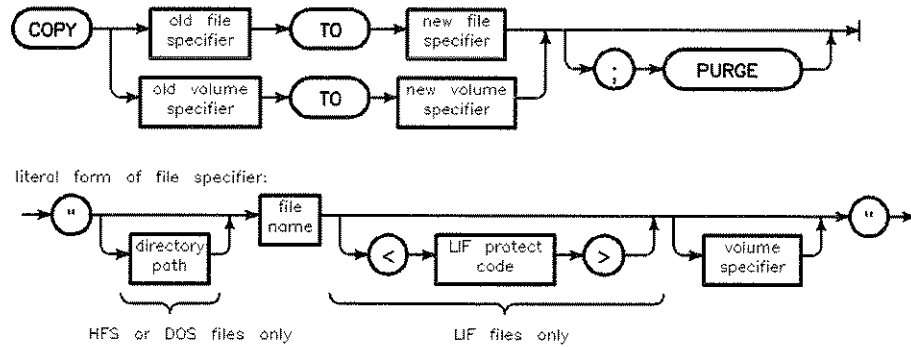 COPY old file specifier TO new file specifier ; PURGE
old volume specifier TO new volume specifier
literal form of file specifier:
" directory path file name < LIF protect code > volume specifier "
HFS or DOS files only LIF files only